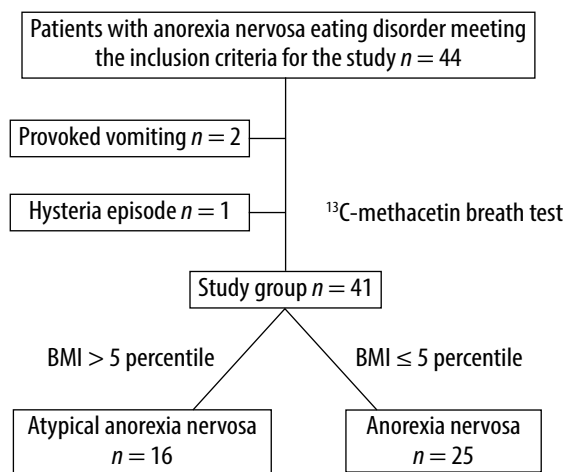 Patients with anorexia nervosa eating disorder meeting
the inclusion criteria for the study n = 44
Provoked vomiting n = 2
Hysteria episode n = 1
¹³C-methacetin breath test
Study group n = 41
BMI > 5 percentile
BMI ≤ 5 percentile
Atypical anorexia nervosa
n = 16
Anorexia nervosa
n = 25